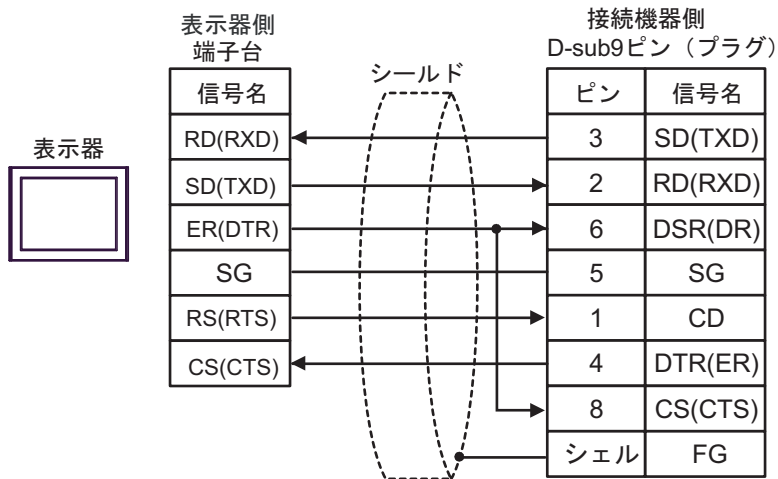 表示器側
端子台
接続機器側
D-sub9ピン（プラグ）
シールド
表示器
信号名
RD(RXD)
SD(TXD)
ER(DTR)
SG
RS(RTS)
CS(CTS)
ピン 信号名
3 SD(TXD)
2 RD(RXD)
6 DSR(DR)
5 SG
1 CD
4 DTR(ER)
8 CS(CTS)
シェル FG